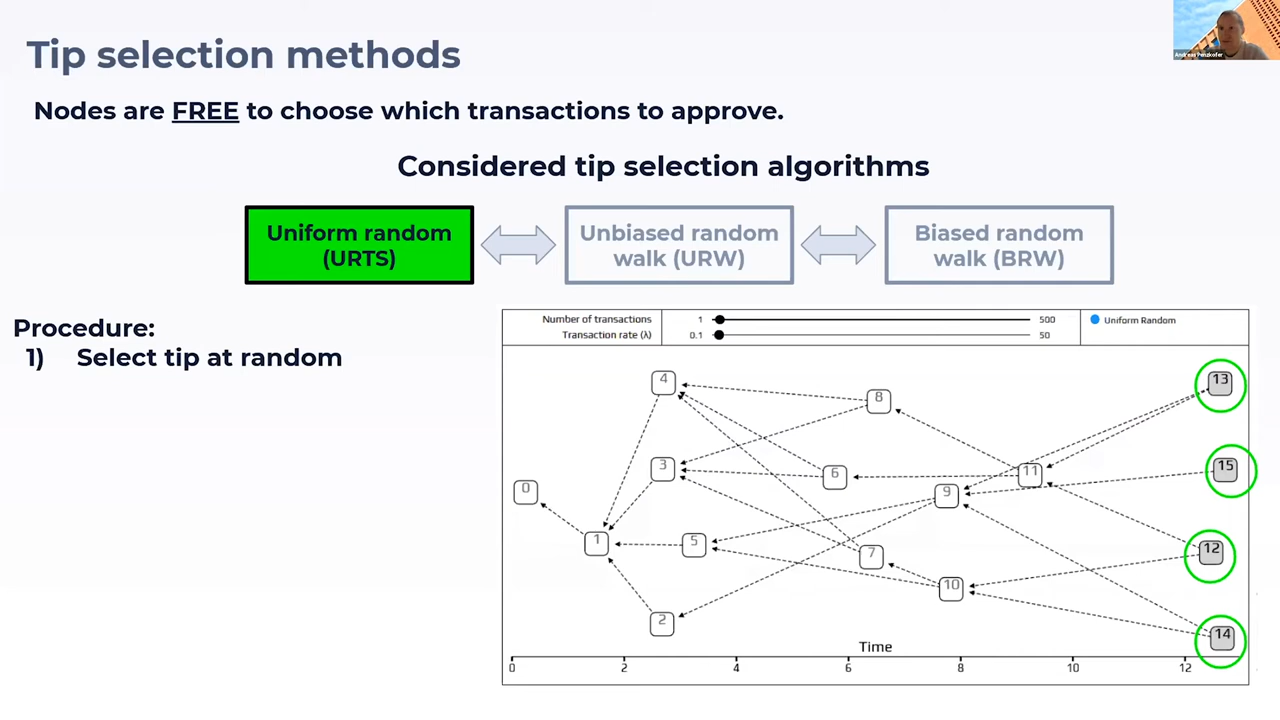 Tip selection methods
Andreas Penzkofer
Nodes are FREE to choose which transactions to approve.
Considered tip selection algorithms
Uniform random
(URTS)
Unbiased random
walk (URW)
Biased random
walk (BRW)
Procedure:
1) Select tip at random
Number of transactions 1 500
Transaction rate (λ) 0.1 50
Uniform Random
4
13
8
3
15
6
11
0
9
1
5
12
7
10
2
14
Time
0 2 4 6 8 10 12